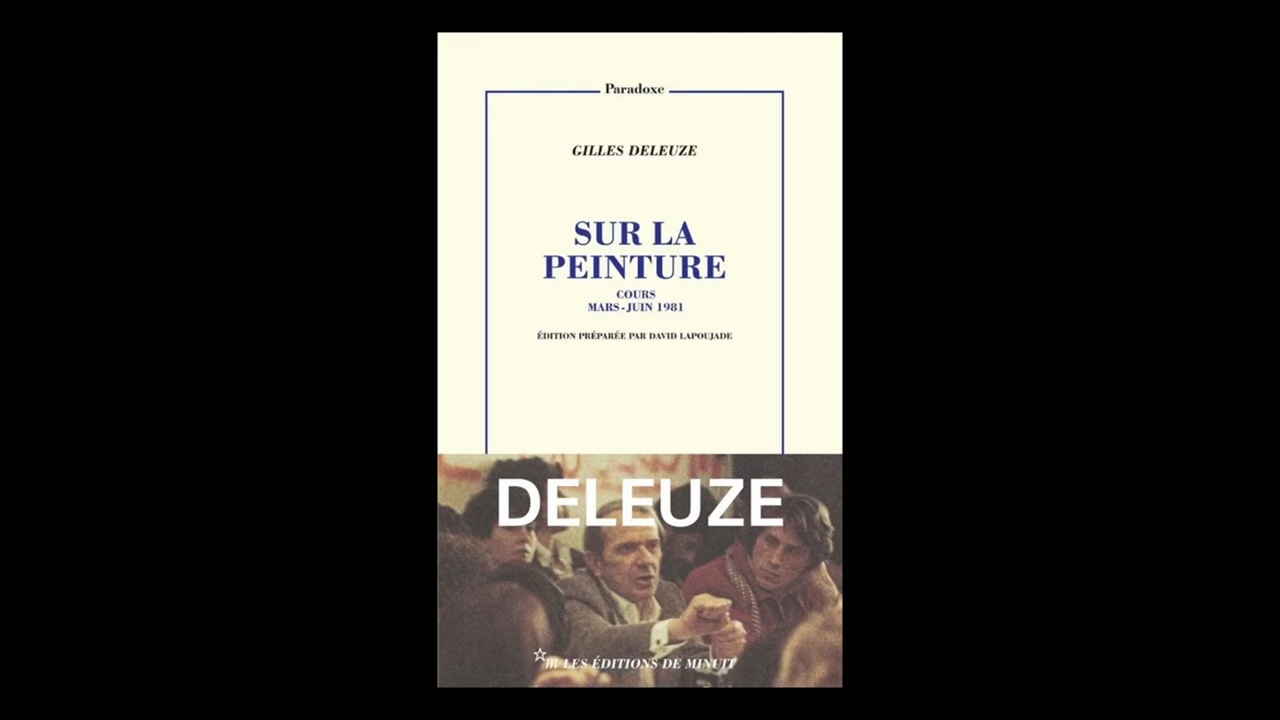 Paradoxe
GILLES DELEUZE
SUR LA
PEINTURE
COURS
MARS-JUIN 1981
ÉDITION PRÉPARÉE PAR DAVID LAPOUJADE
DELEUZE
m LES ÉDITIONS DE MINUIT